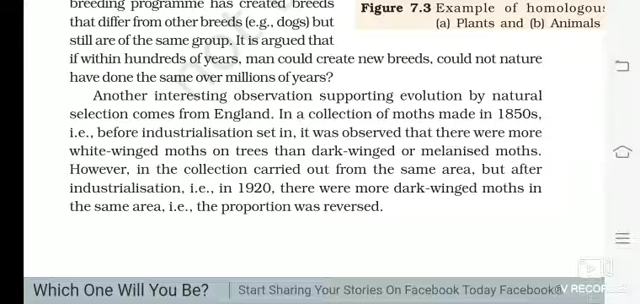 breeding programme has created breeds
that differ from other breeds (e.g., dogs) but
still are of the same group. It is argued that
if within hundreds of years, man could create new breeds, could not nature
have done the same over millions of years?
Figure 7.3 Example of homologous
(a) Plants and (b) Animals
Another interesting observation supporting evolution by natural
selection comes from England. In a collection of moths made in 1850s,
i.e., before industrialisation set in, it was observed that there were more
white-winged moths on trees than dark-winged or melanised moths.
However, in the collection carried out from the same area, but after
industrialisation, i.e., in 1920, there were more dark-winged moths in
the same area, i.e., the proportion was reversed.
Which One Will You Be? | Start Sharing Your Stories On Facebook Today Facebook®